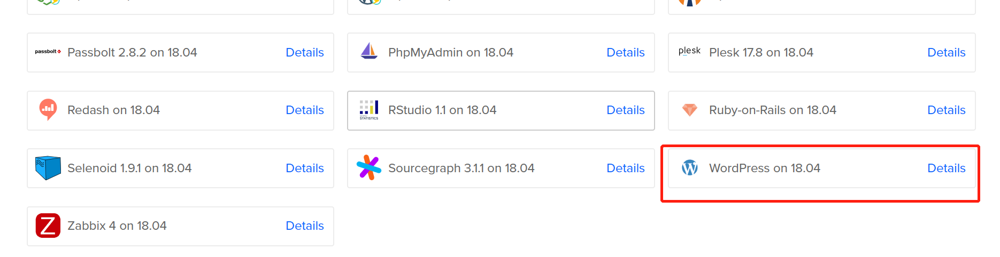 passbolt Passbolt 2.8.2 on 18.04 Details
PhpMyAdmin on 18.04 Details
plesk Plesk 17.8 on 18.04 Details
Redash on 18.04 Details
STATISTICS RStudio 1.1 on 18.04 Details
Ruby-on-Rails on 18.04 Details
Selenoid 1.9.1 on 18.04 Details
Sourcegraph 3.1.1 on 18.04 Details
WordPress on 18.04 Details
Zabbix 4 on 18.04 Details